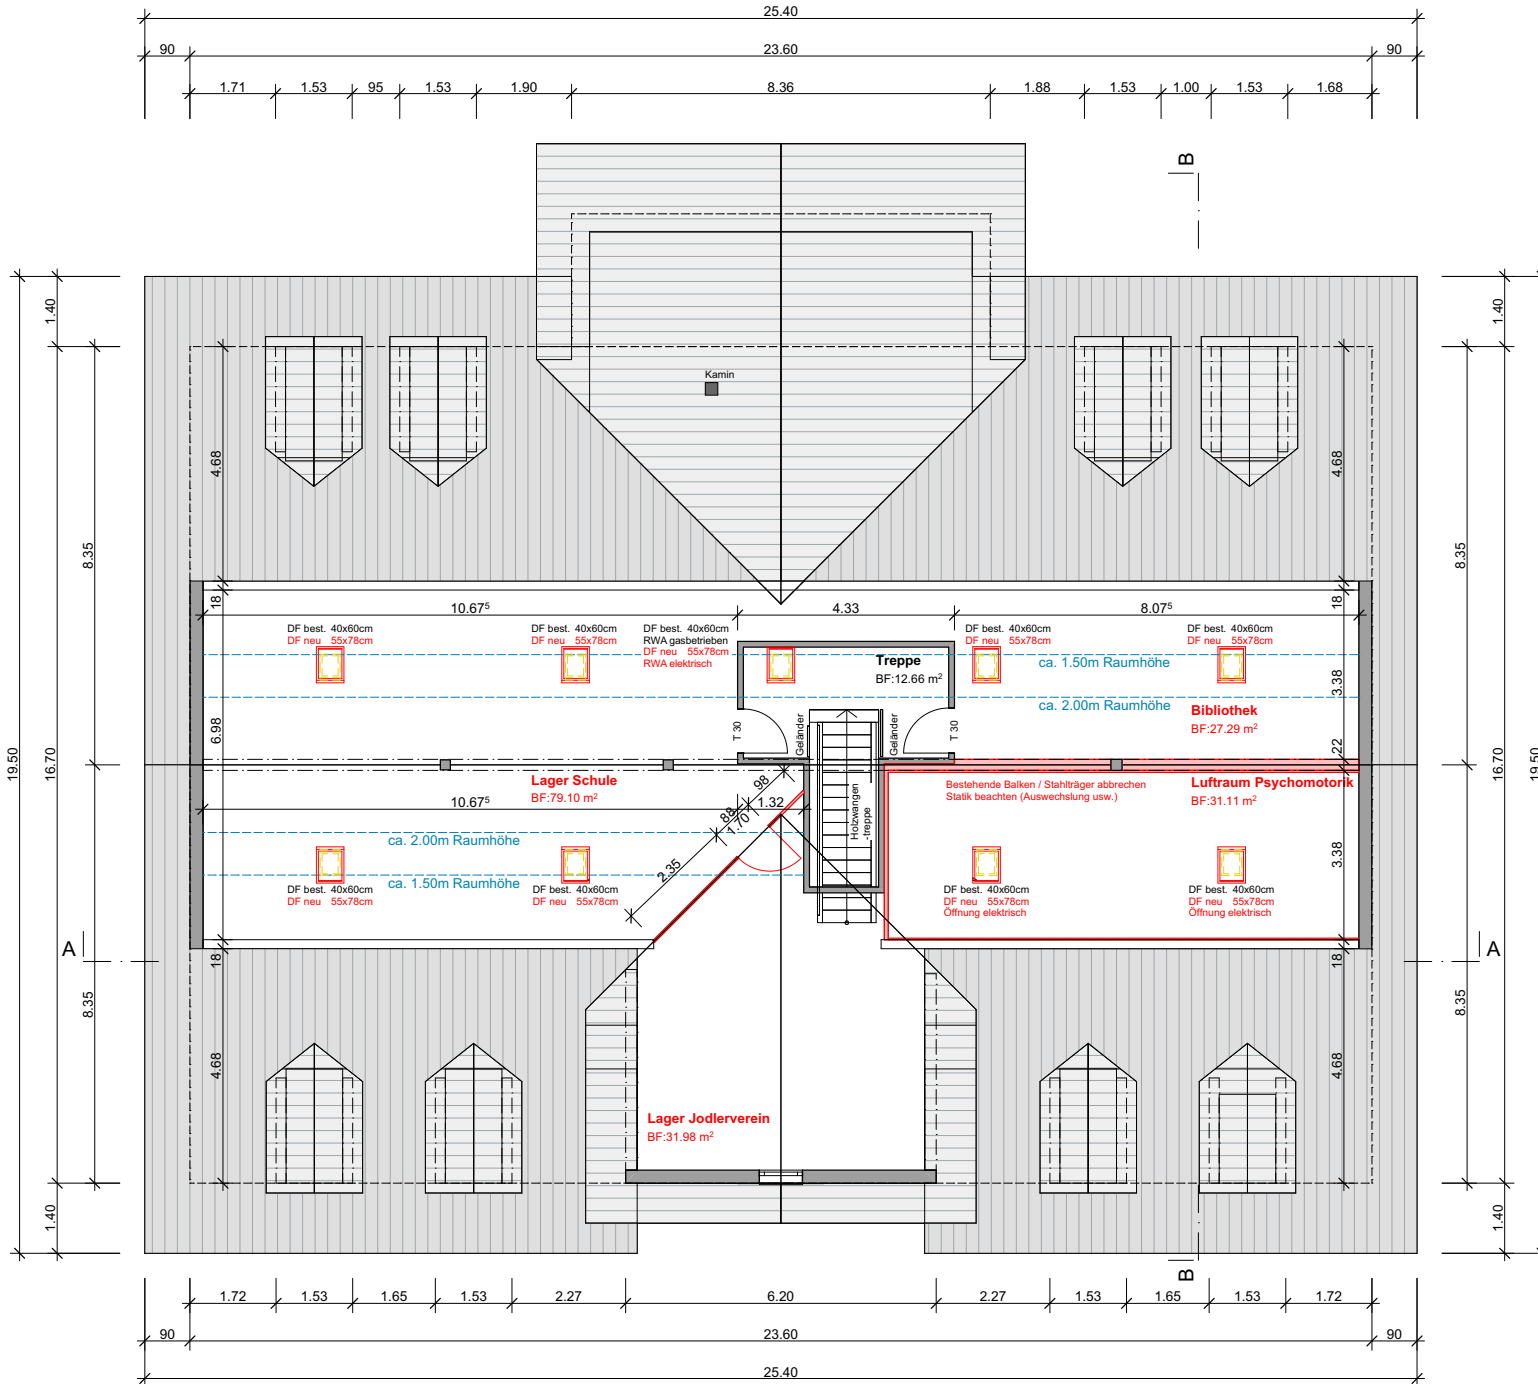 25.40
90 23.60 90
1.71 1.53 95 1.53 1.90 8.36 1.88 1.53 1.00 1.53 1.68
B
1.40 1.40
Kamin
4.68 4.68
8.35 8.35
18 18
10.67⁵ 4.33 8.07⁵
DF best. 40x60cm
DF neu 55x78cm
DF best. 40x60cm
DF neu 55x78cm
DF best. 40x60cm
RWA gasbetrieben
DF neu 55x78cm
RWA elektrisch
DF best. 40x60cm
DF neu 55x78cm
DF best. 40x60cm
DF neu 55x78cm
Treppe
BF:12.66 m²
ca. 1.50m Raumhöhe
ca. 2.00m Raumhöhe
3.38
Bibliothek
BF:27.29 m²
6.98
T 30
Geländer
Geländer
T 30
22
19.50 16.70 16.70 19.50
Lager Schule
BF:79.10 m²
98
Bestehende Balken / Stahlträger abbrechen
Statik beachten (Auswechslung usw.)
Luftraum Psychomotorik
BF:31.11 m²
10.67⁵ 1.32
88
1.70
Holzwangen
-treppe
ca. 2.00m Raumhöhe
2.35
3.38
ca. 1.50m Raumhöhe
DF best. 40x60cm
DF neu 55x78cm
DF best. 40x60cm
DF neu 55x78cm
DF best. 40x60cm
DF neu 55x78cm
Öffnung elektrisch
DF best. 40x60cm
DF neu 55x78cm
Öffnung elektrisch
A A
18 18
8.35 8.35
4.68 4.68
Lager Jodlerverein
BF:31.98 m²
1.40 1.40
B
1.72 1.53 1.65 1.53 2.27 6.20 2.27 1.53 1.65 1.53 1.72
90 23.60 90
25.40